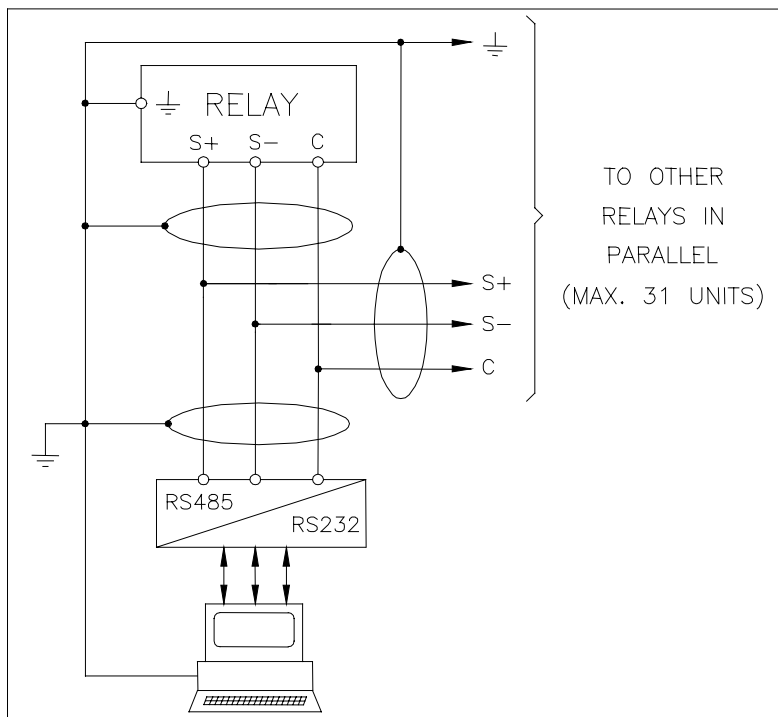 RELAY
S+ S- C
TO OTHER
RELAYS IN
PARALLEL
(MAX. 31 UNITS)
S+
S-
C
RS485
RS232